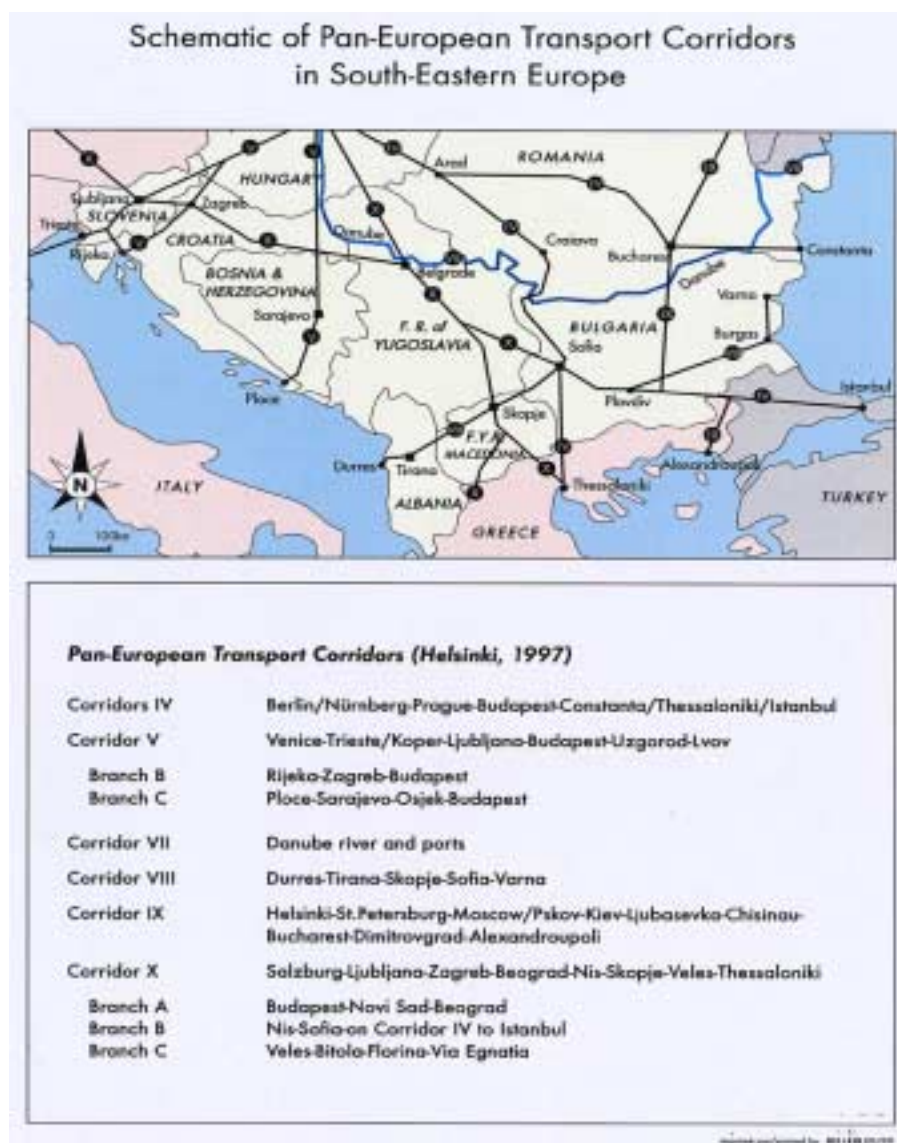 Schematic of Pan-European Transport Corridors
in South-Eastern Europe
ROMANIA
Arad
HUNGARY
Ljubljana
Zagreb
SLOVENIA
Trieste
Rijeka
CROATIA
Danube
Craiova
Bucharest
Constanta
Belgrade
BOSNIA &
HERZEGOVINA
Danube
Varna
Sarajevo
F. R. of
YUGOSLAVIA
BULGARIA
Sofia
Burgas
Ploce
Plovdiv
Istanbul
Skopje
F.Y.R.
MACEDONIA
Durres
Tirana
Alexandroupoli
N
ITALY
ALBANIA
Thessaloniki
TURKEY
GREECE
0 100km
Pan-European Transport Corridors (Helsinki, 1997)
Corridors IV Berlin/Nürnberg-Prague-Budapest-Constanta/Thessaloniki/Istanbul
Corridor V Venice-Trieste/Koper-Ljubljana-Budapest-Uzgorod-Lvov
Branch B Rijeka-Zagreb-Budapest
Branch C Ploce-Sarajevo-Osjek-Budapest
Corridor VII Danube river and ports
Corridor VIII Durres-Tirana-Skopje-Sofia-Varna
Corridor IX Helsinki-St.Petersburg-Moscow/Pskov-Kiev-Ljubasevka-Chisinau-
Bucharest-Dimitrovgrad-Alexandroupoli
Corridor X Salzburg-Ljubljana-Zagreb-Beograd-Nis-Skopje-Veles-Thessaloniki
Branch A Budapest-Novi Sad-Beograd
Branch B Nis-Sofia-on Corridor IV to Istanbul
Branch C Veles-Bitola-Florina-Via Egnatia